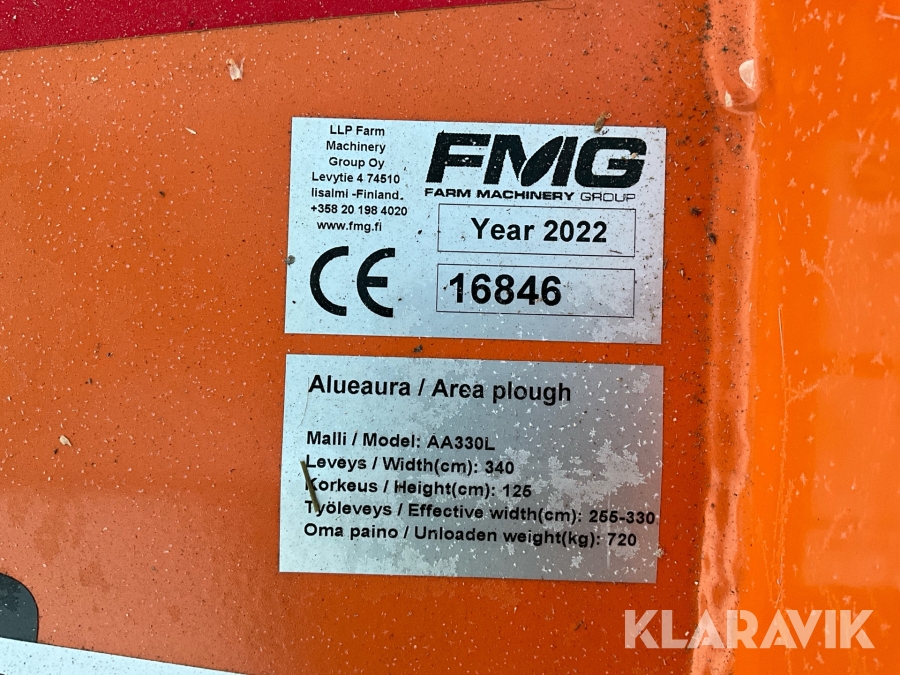 LLP Farm
Machinery
Group Oy
Levytie 4 74510
Iisalmi -Finland.
+358 20 198 4020
www.fmg.fi
CE
FMG
FARM MACHINERY GROUP
Year 2022
16846
Alueaura / Area plough
Malli / Model: AA330L
Leveys / Width(cm): 340
Korkeus / Height(cm): 125
Työleveys / Effective width(cm): 255-330
Oma paino / Unloaden weight(kg): 720
KLARAVIK